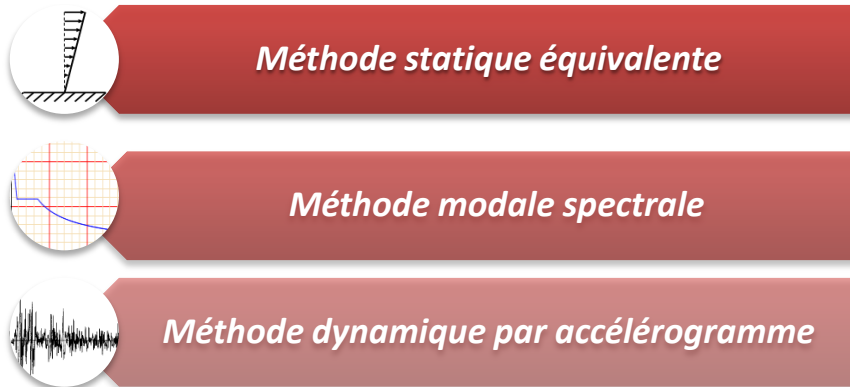 Méthode statique équivalente
Méthode modale spectrale
Méthode dynamique par accélérogramme